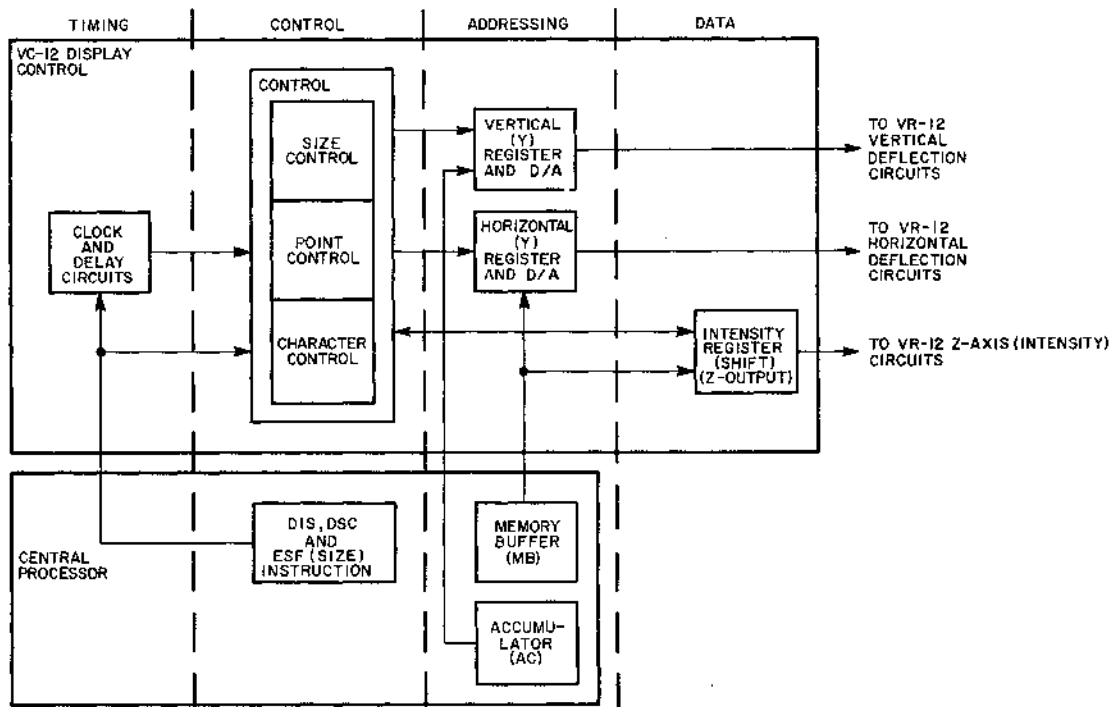 TIMING
CONTROL
ADDRESSING
DATA
VC-12 DISPLAY
CONTROL
CONTROL
SIZE
CONTROL
POINT
CONTROL
CHARACTER
CONTROL
CLOCK
AND
DELAY
CIRCUITS
VERTICAL
(Y)
REGISTER
AND D/A
HORIZONTAL
(Y)
REGISTER
AND D/A
INTENSITY
REGISTER
(SHIFT)
(Z-OUTPUT)
TO VR-12
VERTICAL
DEFLECTION
CIRCUITS
TO VR-12
HORIZONTAL
DEFLECTION
CIRCUITS
TO VR-12 Z-AXIS (INTENSITY)
CIRCUITS
CENTRAL
PROCESSOR
DIS, DSC
AND
ESF (SIZE)
INSTRUCTION
MEMORY
BUFFER
(MB)
ACCUMU-
LATOR
(AC)